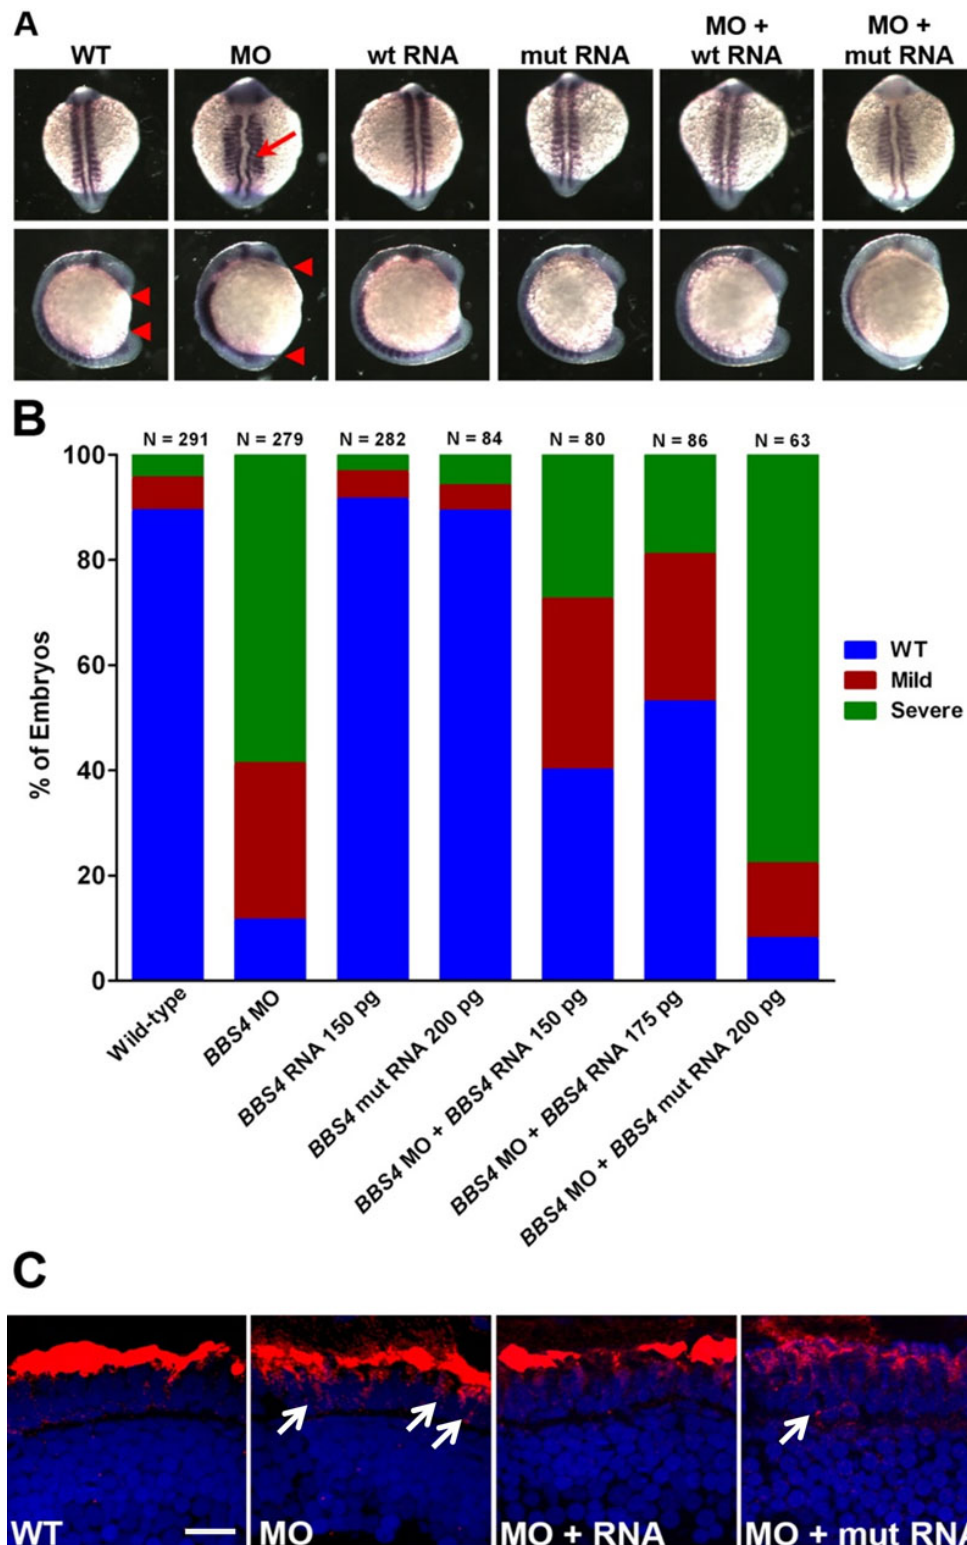 A
WT MO wt RNA mut RNA MO + wt RNA MO + mut RNA
B
N = 291 N = 279 N = 282 N = 84 N = 80 N = 86 N = 63
100
80
60
40
20
0
% of Embryos
WT
Mild
Severe
Wild-type
BBS4 MO
BBS4 RNA 150 pg
BBS4 mut RNA 200 pg
BBS4 MO + BBS4 RNA 150 pg
BBS4 MO + BBS4 RNA 175 pg
BBS4 MO + BBS4 mut RNA 200 pg
C
WT MO MO + RNA MO + mut RNA